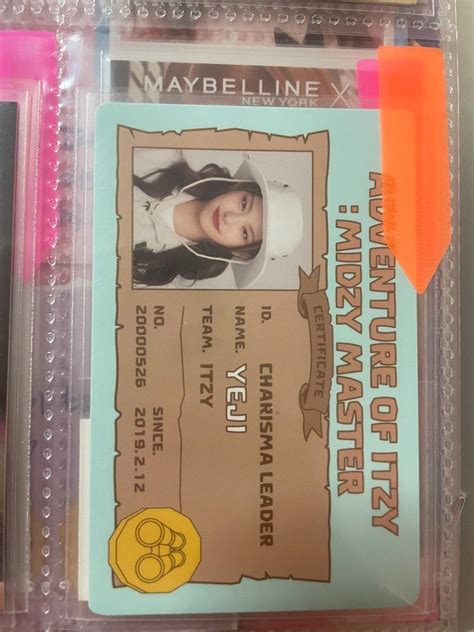 MAYBELLINE X
NEW YORK
ADVENTURE OF ITZY
: MIDZY MASTER
CERTIFICATE
ID. CHARISMA LEADER
NAME. YEJI
TEAM. ITZY
NO. SINCE.
20000526 2019.2.12